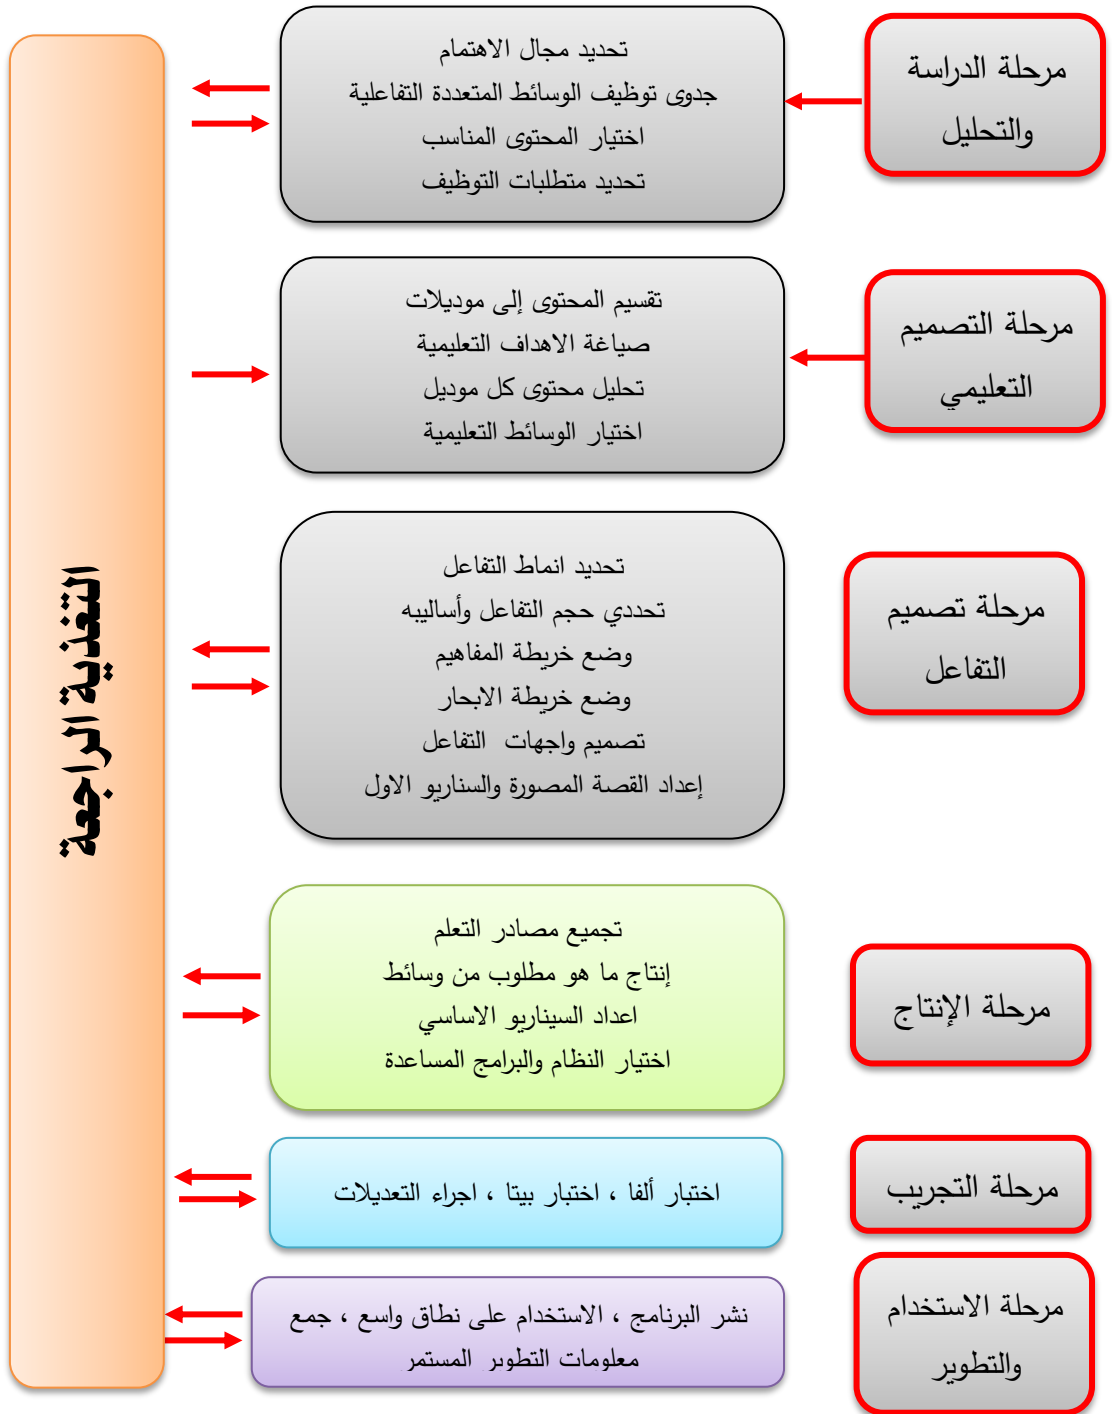 مرحلة الدراسة
والتحليل
تحديد مجال الاهتمام
جدوى توظيف الوسائط المتعددة التفاعلية
اختيار المحتوى المناسب
تحديد متطلبات التوظيف
مرحلة التصميم
التعليمي
تقسيم المحتوى إلى موديلات
صياغة الاهداف التعليمية
تحليل محتوى كل موديل
اختيار الوسائط التعليمية
مرحلة تصميم
التفاعل
تحديد انماط التفاعل
تحددي حجم التفاعل وأساليبه
وضع خريطة المفاهيم
وضع خريطة الابحار
تصميم واجهات التفاعل
إعداد القصة المصورة والسناريو الاول
مرحلة الإنتاج
تجميع مصادر التعلم
إنتاج ما هو مطلوب من وسائط
اعداد السيناريو الاساسي
اختيار النظام والبرامج المساعدة
مرحلة التجريب
اختبار ألفا ، اختبار بيتا ، اجراء التعديلات
مرحلة الاستخدام
والتطوير
نشر البرنامج ، الاستخدام على نطاق واسع ، جمع
معلومات التطوير المستمر
التغذية الراجعة